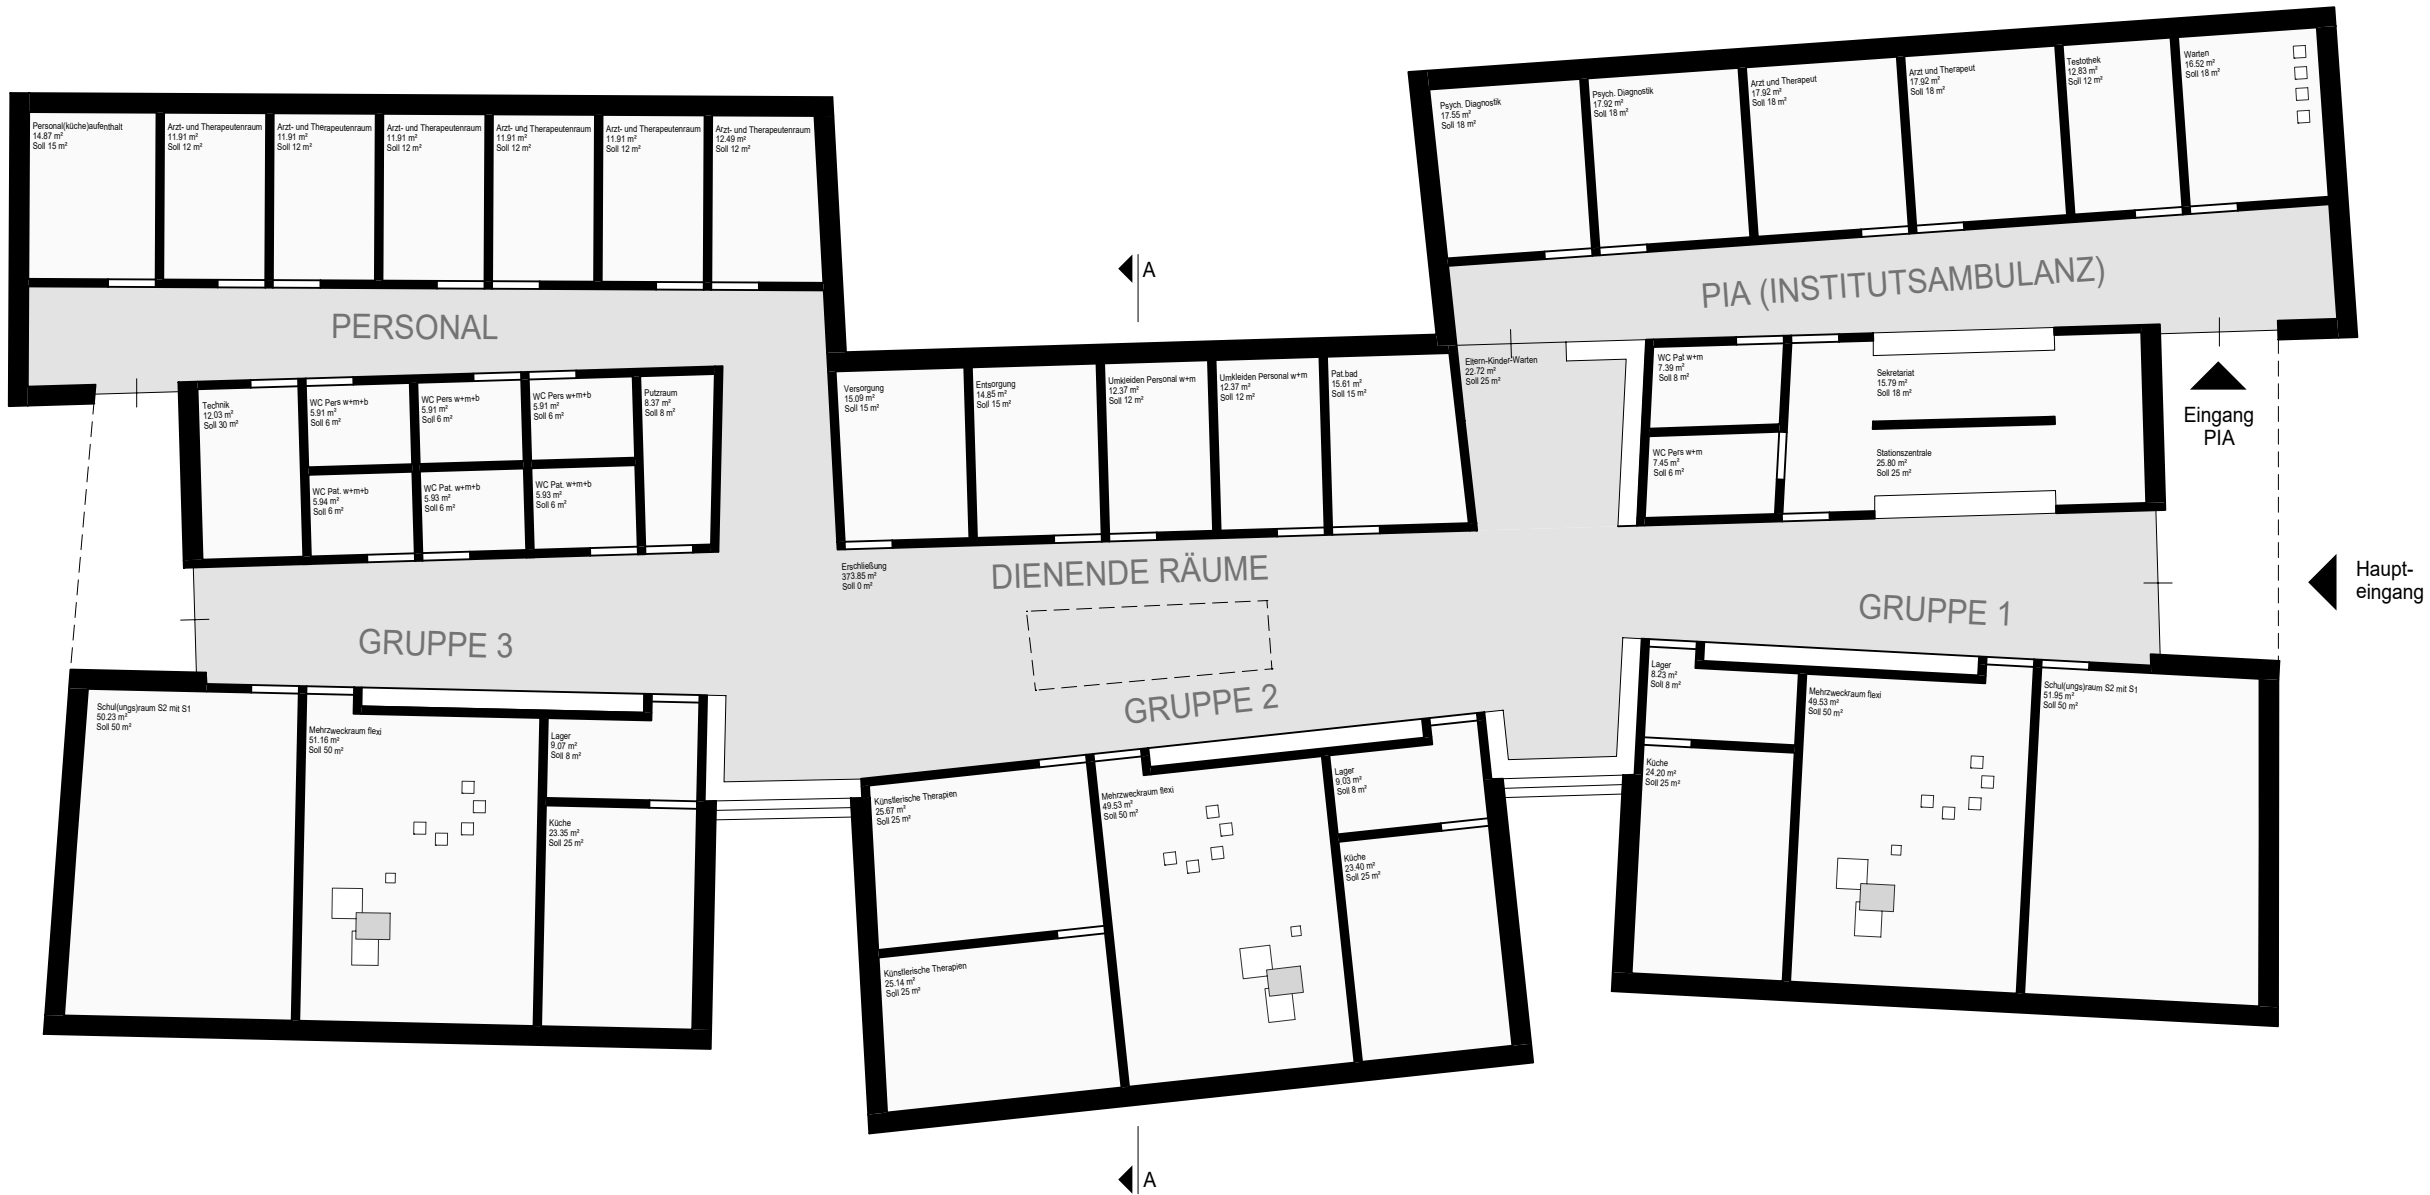 Personal(küche)aufenthalt
14.87 m²
Soll 15 m²
Arzt- und Therapeutenraum
11.91 m²
Soll 12 m²
Arzt- und Therapeutenraum
11.91 m²
Soll 12 m²
Arzt- und Therapeutenraum
11.91 m²
Soll 12 m²
Arzt- und Therapeutenraum
11.91 m²
Soll 12 m²
Arzt- und Therapeutenraum
11.91 m²
Soll 12 m²
Arzt- und Therapeutenraum
12.49 m²
Soll 12 m²
PERSONAL
Psych. Diagnostik
17.55 m²
Soll 18 m²
Psych. Diagnostik
17.92 m²
Soll 18 m²
Arzt und Therapeut
17.92 m²
Soll 18 m²
Arzt und Therapeut
17.92 m²
Soll 18 m²
Testothek
12.83 m²
Soll 12 m²
Warten
16.52 m²
Soll 18 m²
PIA (INSTITUTSAMBULANZ)
A
Technik
12.03 m²
Soll 30 m²
WC Pers w+m+b
5.91 m²
Soll 6 m²
WC Pers w+m+b
5.91 m²
Soll 6 m²
WC Pers w+m+b
5.91 m²
Soll 6 m²
Putzraum
8.37 m²
Soll 8 m²
WC Pat. w+m+b
5.94 m²
Soll 6 m²
WC Pat. w+m+b
5.93 m²
Soll 6 m²
WC Pat. w+m+b
5.93 m²
Soll 6 m²
Versorgung
15.09 m²
Soll 15 m²
Entsorgung
14.85 m²
Soll 15 m²
Umkleiden Personal w+m
12.37 m²
Soll 12 m²
Umkleiden Personal w+m
12.37 m²
Soll 12 m²
Pat.bad
15.61 m²
Soll 15 m²
Eltern-Kinder-Warten
22.72 m²
Soll 25 m²
WC Pat w+m
7.39 m²
Soll 8 m²
WC Pers w+m
7.45 m²
Soll 6 m²
Sekretariat
15.79 m²
Soll 18 m²
Stationszentrale
25.80 m²
Soll 25 m²
Eingang
PIA
Haupt-
eingang
Erschließung
373.85 m²
Soll 0 m²
DIENENDE RÄUME
GRUPPE 3
GRUPPE 2
GRUPPE 1
Schul(ungs)raum S2 mit S1
50.23 m²
Soll 50 m²
Mehrzweckraum flexi
51.16 m²
Soll 50 m²
Lager
9.07 m²
Soll 8 m²
Küche
23.35 m²
Soll 25 m²
Künstlerische Therapien
25.67 m²
Soll 25 m²
Künstlerische Therapien
25.14 m²
Soll 25 m²
Mehrzweckraum flexi
49.53 m²
Soll 50 m²
Lager
9.03 m²
Soll 8 m²
Küche
23.40 m²
Soll 25 m²
Lager
8.23 m²
Soll 8 m²
Küche
24.20 m²
Soll 25 m²
Mehrzweckraum flexi
49.53 m²
Soll 50 m²
Schul(ungs)raum S2 mit S1
51.95 m²
Soll 50 m²
A